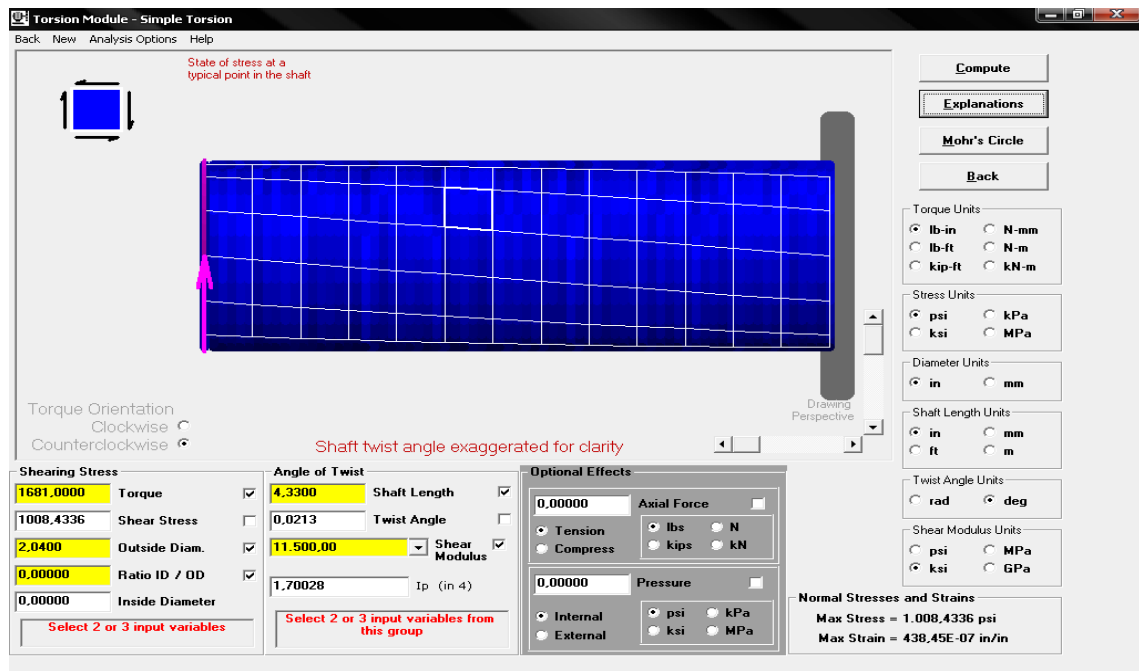 Torsion Module - Simple Torsion
Back New Analysis Options Help
State of stress at a
typical point in the shaft
Compute
Explanations
Mohr's Circle
Back
Torque Units
lb-in N-mm
lb-ft N-m
kip-ft kN-m
Stress Units
psi kPa
ksi MPa
Diameter Units
in mm
Shaft Length Units
in mm
ft m
Twist Angle Units
rad deg
Shear Modulus Units
psi MPa
ksi GPa
Drawing
Perspective
Torque Orientation
Clockwise
Counterclockwise
Shaft twist angle exaggerated for clarity
Shearing Stress
1681,0000 Torque
1008,4336 Shear Stress
2,0400 Outside Diam.
0,00000 Ratio ID / OD
0,00000 Inside Diameter
Select 2 or 3 input variables
Angle of Twist
4,3300 Shaft Length
0,0213 Twist Angle
11.500,00 Shear
Modulus
1,70028 Ip (in 4)
Select 2 or 3 input variables from
this group
Optional Effects
0,00000 Axial Force
Tension lbs N
Compress kips kN
0,00000 Pressure
Internal psi kPa
External ksi MPa
Normal Stresses and Strains
Max Stress = 1.008,4336 psi
Max Strain = 438,45E-07 in/in